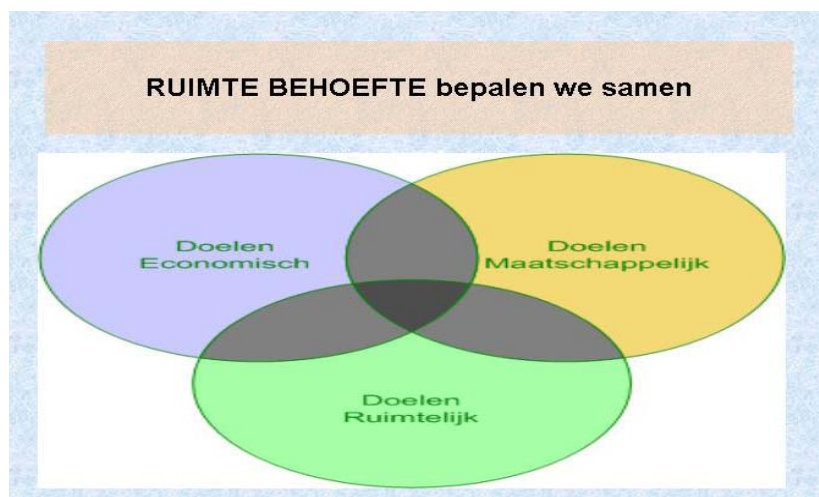 RUIMTE BEHOEFTE bepalen we samen
Doelen
Economisch
Doelen
Maatschappelijk
Doelen
Ruimtelijk